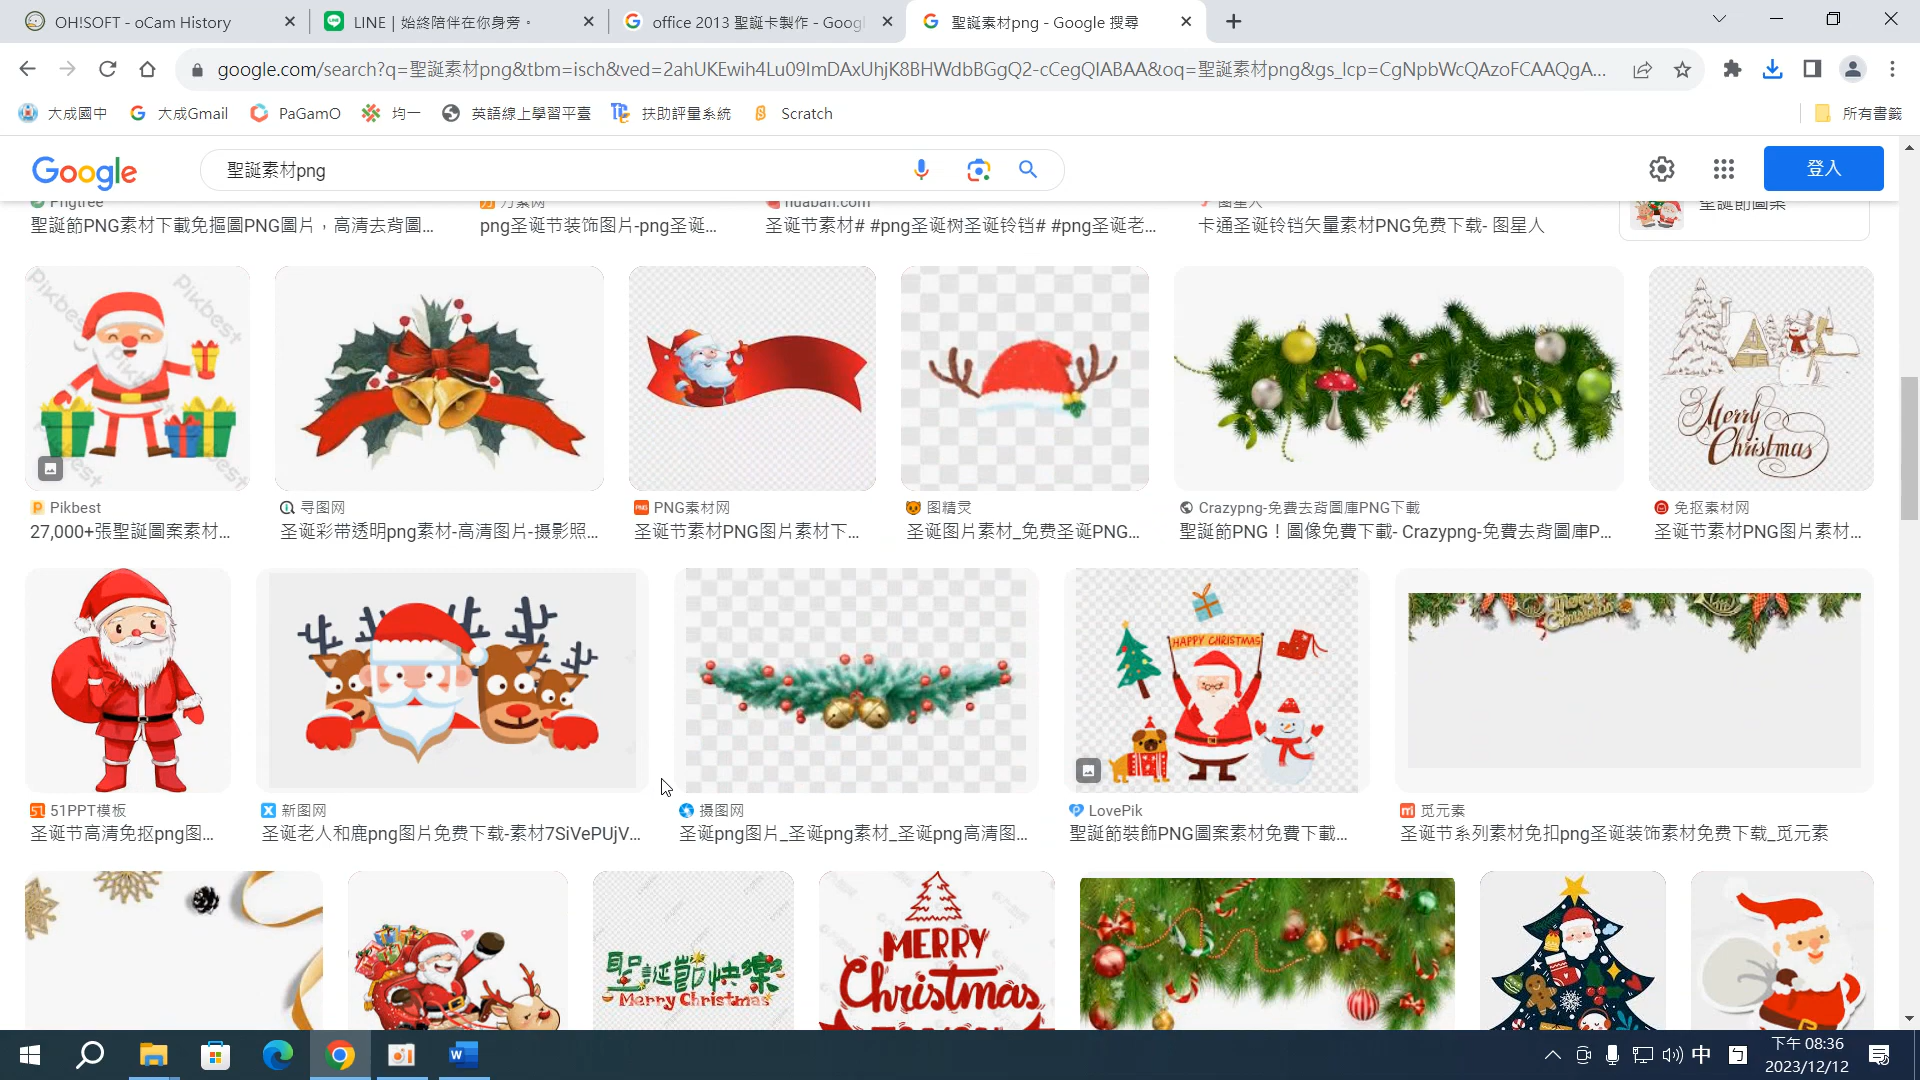 OH!SOFT - oCam History
LINE | 始終陪伴在你身旁。
office 2013 聖誕卡製作 - Googl
聖誕素材png - Google 搜尋
google.com/search?q=聖誕素材png&tbm=isch&ved=2ahUKEwih4Lu09ImDAxUhjK8BHWdbBGgQ2-cCegQIABAA&oq=聖誕素材png&gs_lcp=CgNpbWcQAzoFCAAQgA...
大成國中
大成Gmail
PaGamO
均一
英語線上學習平臺
扶助評量系統
Scratch
所有書籤
Google
聖誕素材png
登入
Pngtree
万素网
huaban.com
图星人
聖誕節圖案
聖誕節PNG素材下載免摳圖PNG圖片，高清去背圖...
png圣诞节装饰图片-png圣诞...
圣诞节素材# #png圣诞树圣诞铃铛# #png圣诞老...
卡通圣诞铃铛矢量素材PNG免费下载- 图星人
Pikbest
Pikbest
Merry
Christmas
Pikbest
寻图网
PNG素材网
图精灵
Crazypng-免費去背圖庫PNG下載
免抠素材网
27,000+張聖誕圖案素材...
圣诞彩带透明png素材-高清图片-摄影照...
圣诞节素材PNG图片素材下...
圣诞图片素材_免费圣诞PNG...
聖誕節PNG！圖像免費下載- Crazypng-免費去背圖庫P...
圣诞节素材PNG图片素材...
HAPPY CHRISTMAS
Merry
Christmas
51PPT模板
新图网
摄图网
LovePik
觅元素
圣诞节高清免抠png图...
圣诞老人和鹿png图片免费下载-素材7SiVePUjV...
圣诞png图片_圣诞png素材_圣诞png高清图...
聖誕節裝飾PNG圖案素材免費下載...
圣诞节系列素材免扣png圣诞装饰素材免费下载_觅元素
聖誕節快樂
Merry Christmas
MERRY
Christmas
中
下午 08:36
2023/12/12